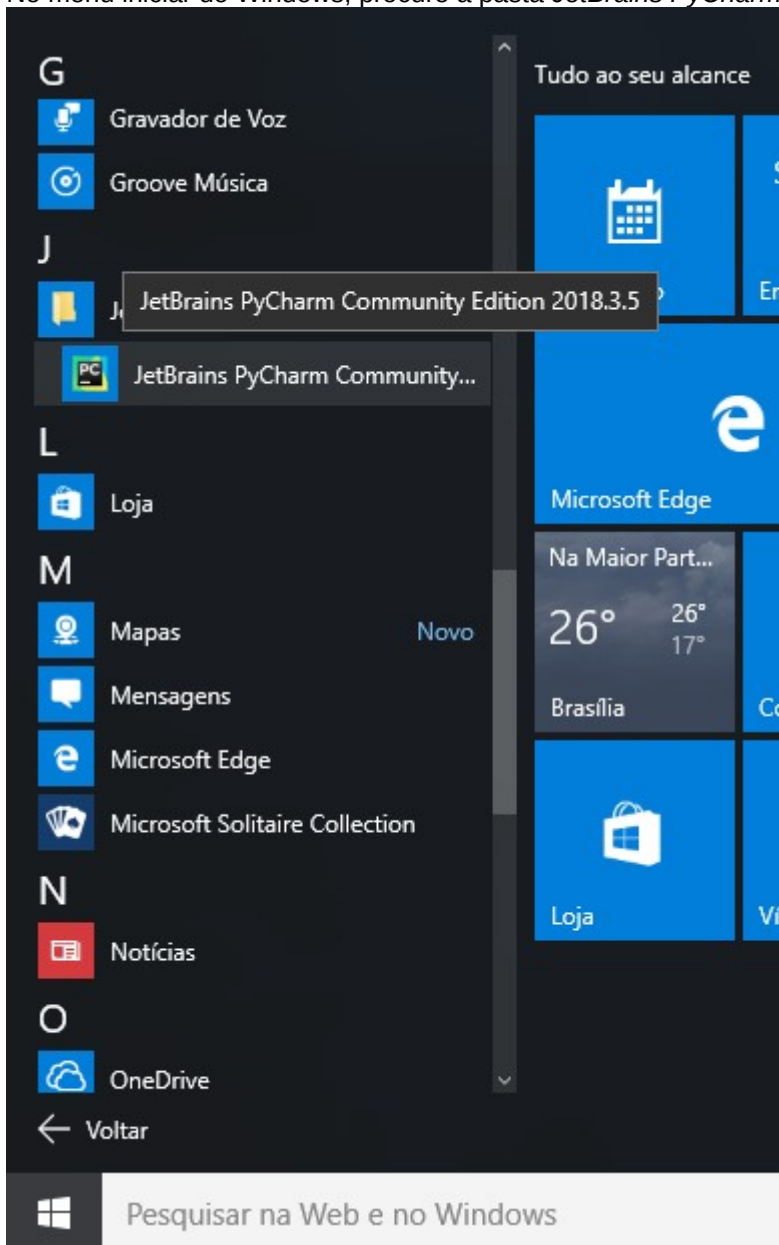 No menu Iniciar do Windows, procure a pasta JetBrains PyCharm
G
Gravador de Voz
Groove Música
J
JetBrains PyCharm Community Edition 2018.3.5
JetBrains PyCharm Community...
L
Loja
M
Mapas
Novo
Mensagens
Microsoft Edge
Microsoft Solitaire Collection
N
Notícias
O
OneDrive
Voltar
Pesquisar na Web e no Windows
Tudo ao seu alcance
Microsoft Edge
Na Maior Part...
26°
26°
17°
Brasília
Loja